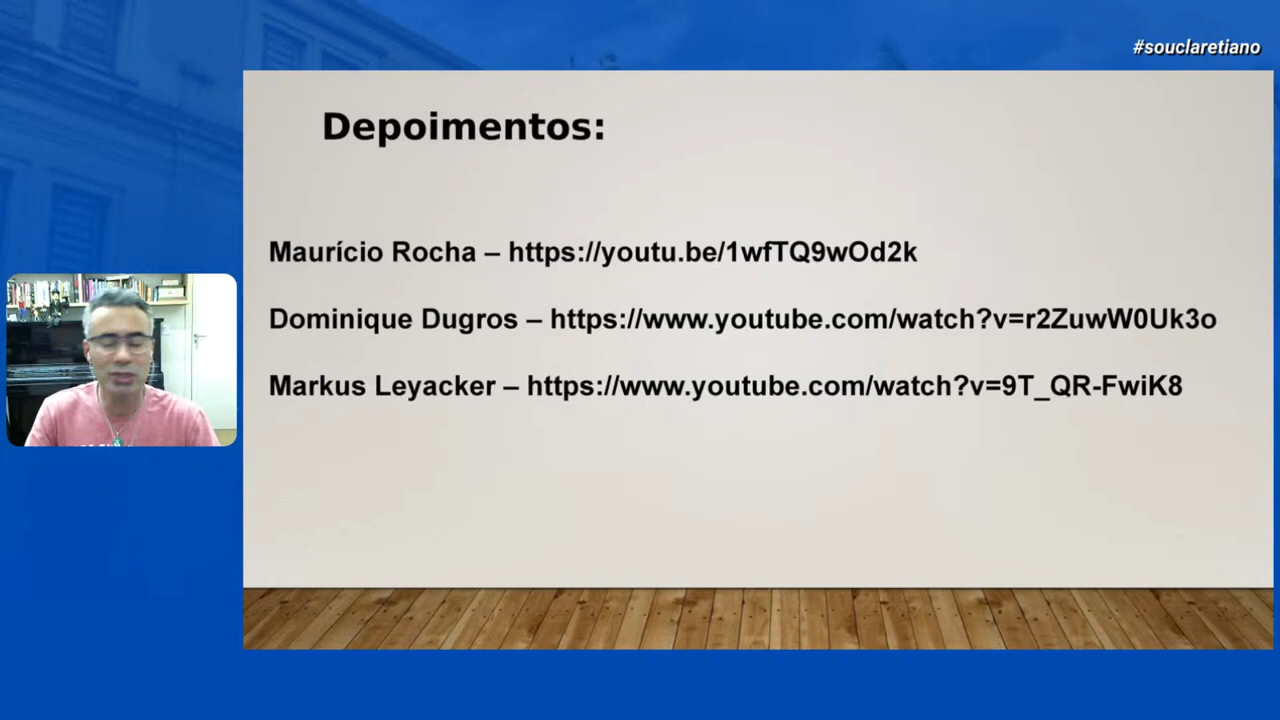 #souclaretiano
Depoimentos:
Maurício Rocha – https://youtu.be/1wfTQ9wOd2k
Dominique Dugros – https://www.youtube.com/watch?v=r2ZuwW0Uk3o
Markus Leyacker – https://www.youtube.com/watch?v=9T_QR-FwiK8